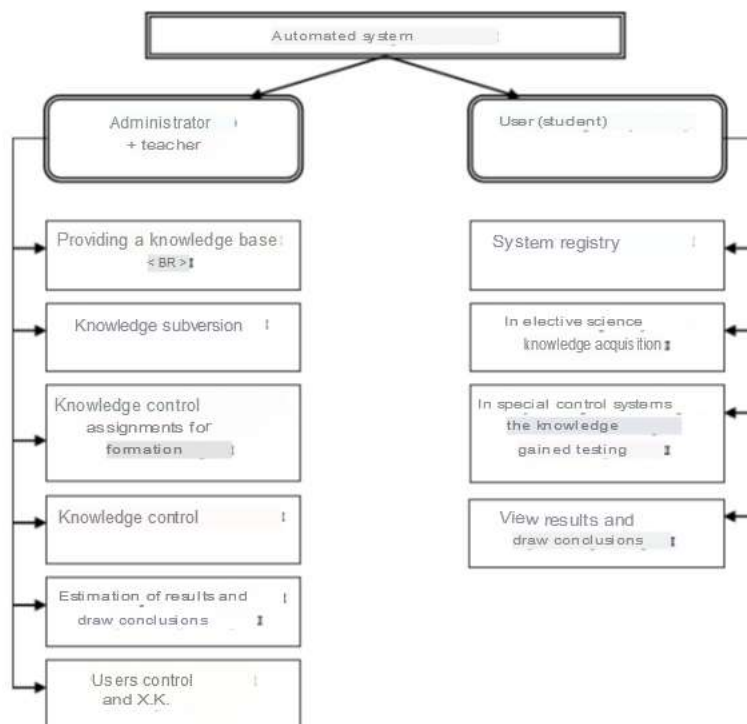 Automated system
Administrator
+ teacher
User (student)
Providing a knowledge base
< BR >
Knowledge subversion
Knowledge control
assignments for
formation
Knowledge control
Estimation of results and
draw conclusions
Users control
and X.K.
System registry
In elective science
knowledge acquisition
In special control systems
the knowledge
gained testing
View results and
draw conclusions